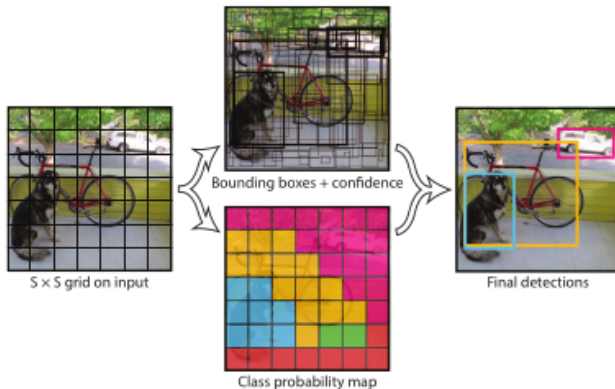 Bounding boxes + confidence
S × S grid on input
Final detections
Class probability map